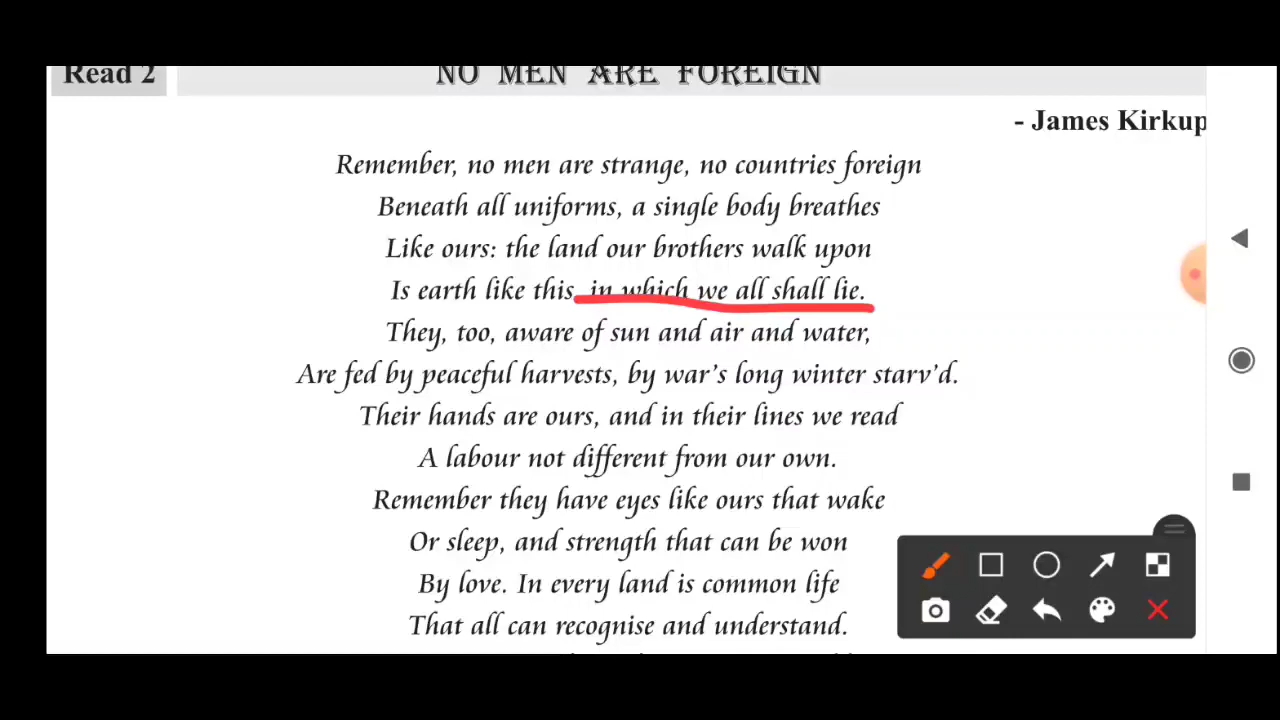 Read 2
NO MEN ARE FOREIGN
- James Kirkup
Remember, no men are strange, no countries foreign
Beneath all uniforms, a single body breathes
Like ours: the land our brothers walk upon
Is earth like this, in which we all shall lie.
They, too, aware of sun and air and water,
Are fed by peaceful harvests, by war's long winter starv'd.
Their hands are ours, and in their lines we read
A labour not different from our own.
Remember they have eyes like ours that wake
Or sleep, and strength that can be won
By love. In every land is common life
That all can recognise and understand.